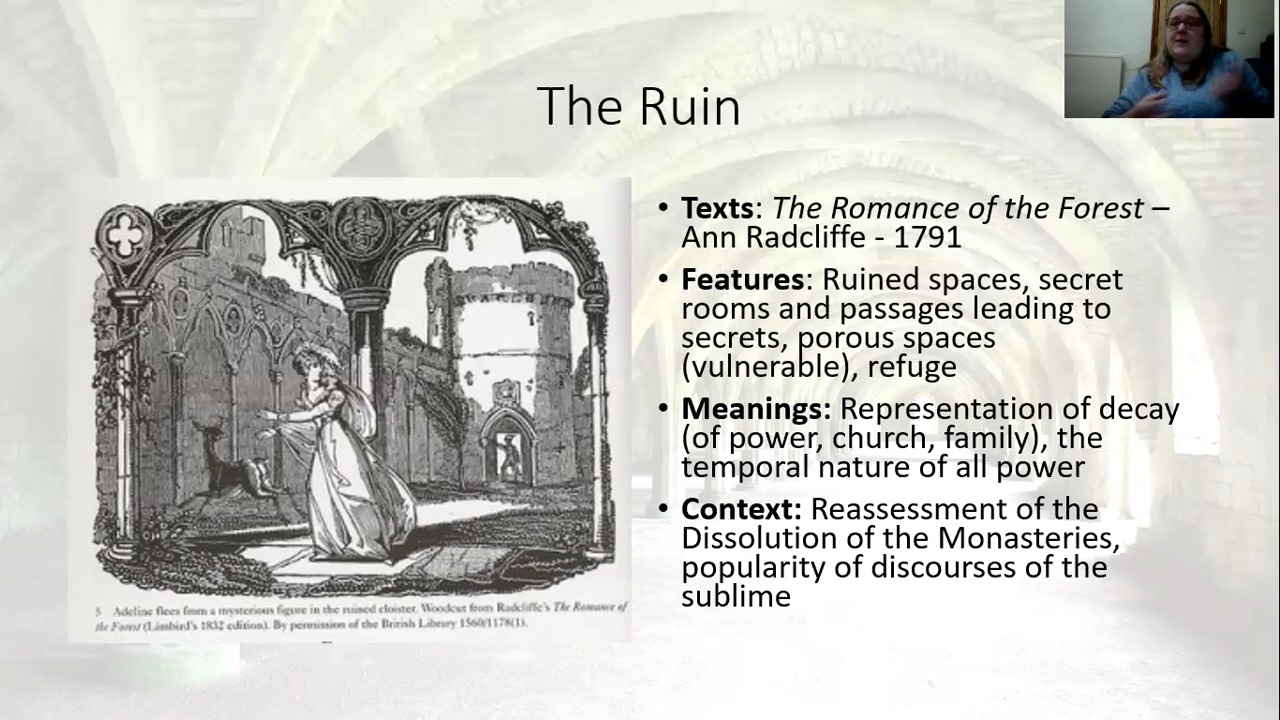 The Ruin
• Texts: The Romance of the Forest –
Ann Radcliffe - 1791
• Features: Ruined spaces, secret
rooms and passages leading to
secrets, porous spaces
(vulnerable), refuge
• Meanings: Representation of decay
(of power, church, family), the
temporal nature of all power
• Context: Reassessment of the
Dissolution of the Monasteries,
popularity of discourses of the
sublime
5 Adeline flees from a mysterious figure in the ruined cloister. Woodcut from Radcliffe's The Romance of
the Forest (Limbird's 1832 edition). By permission of the British Library 1560/1178(1).